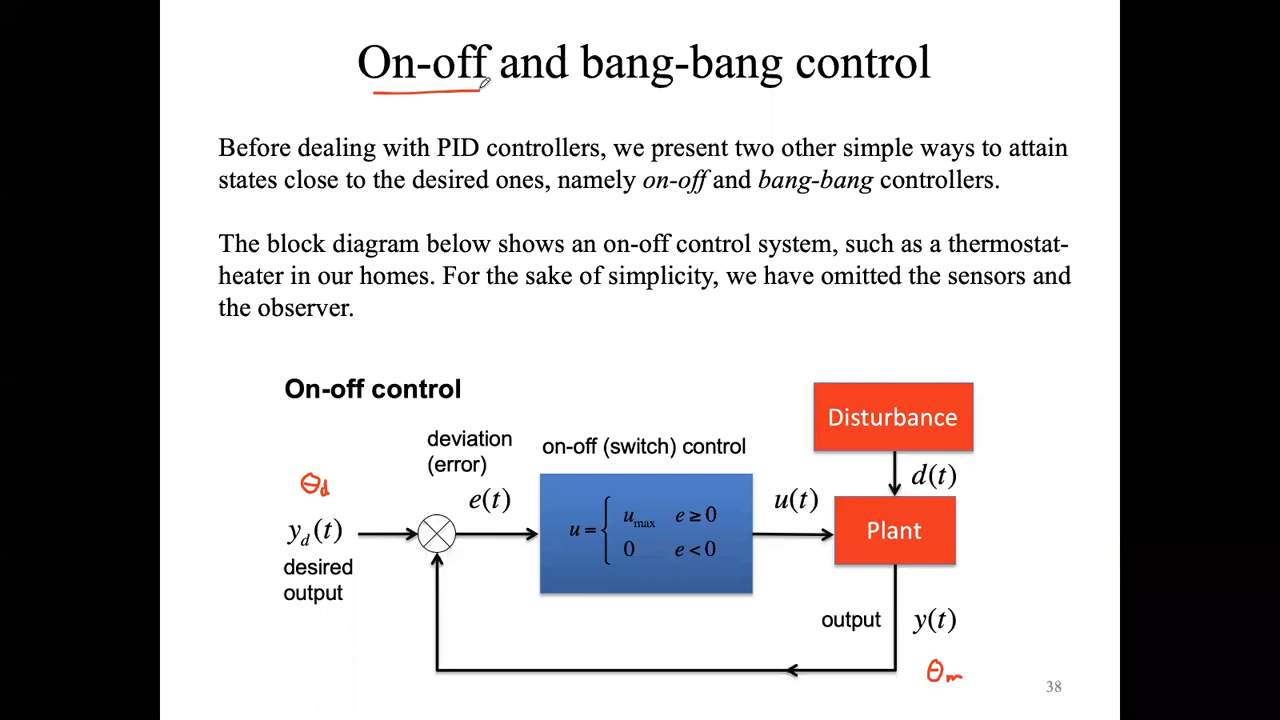 On-off and bang-bang control
Before dealing with PID controllers, we present two other simple ways to attain
states close to the desired ones, namely on-off and bang-bang controllers.
The block diagram below shows an on-off control system, such as a thermostat-
heater in our homes. For the sake of simplicity, we have omitted the sensors and
the observer.
On-off control
Disturbance
deviation
(error)
on-off (switch) control
d(t)
θd
e(t)
u(t)
yd(t)
u = { umax e ≥ 0
0 e < 0
Plant
desired
output
output
y(t)
θm
38